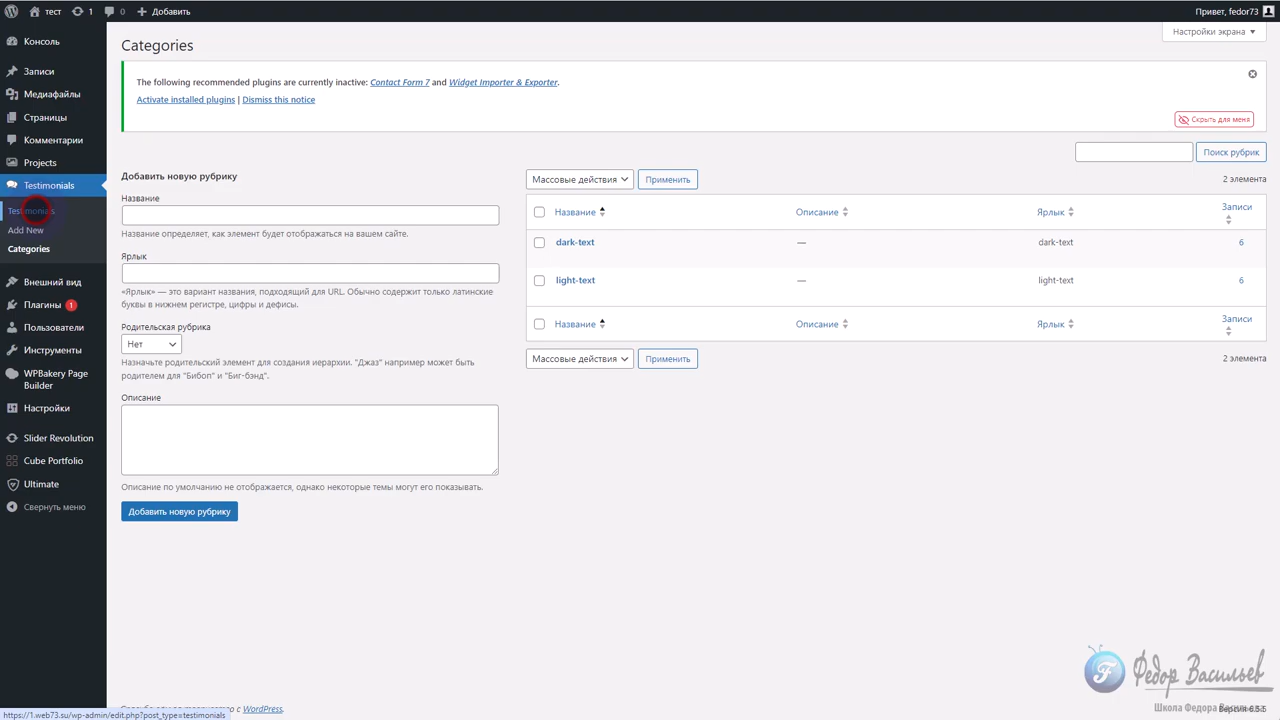 тест
1
0
Добавить
Привет, fedor73
Консоль
Записи
Медиафайлы
Страницы
Комментарии
Projects
Testimonials
Testimonials
Add New
Categories
Внешний вид
Плагины 1
Пользователи
Инструменты
WPBakery Page
Builder
Настройки
Slider Revolution
Cube Portfolio
Ultimate
Свернуть меню
Настройки экрана
Categories
The following recommended plugins are currently inactive: Contact Form 7 and Widget Importer & Exporter.
Activate installed plugins | Dismiss this notice
Скрыть для меня
Поиск рубрик
Добавить новую рубрику
Название
Название определяет, как элемент будет отображаться на вашем сайте.
Ярлык
«Ярлык» — это вариант названия, подходящий для URL. Обычно содержит только латинские
буквы в нижнем регистре, цифры и дефисы.
Родительская рубрика
Нет
Назначьте родительский элемент для создания иерархии. "Джаз" например может быть
родителем для "Бибоп" и "Биг-бэнд".
Описание
Описание по умолчанию не отображается, однако некоторые темы могут его показывать.
Добавить новую рубрику
Массовые действия
Применить
2 элемента
Название
Описание
Ярлык
Записи
dark-text — dark-text 6
light-text — light-text 6
Название
Описание
Ярлык
Записи
Массовые действия
Применить
2 элемента
WordPress.
https://1.web73.su/wp-admin/edit.php?post_type=testimonials
Федор Васильев
Школа Федора Васильева